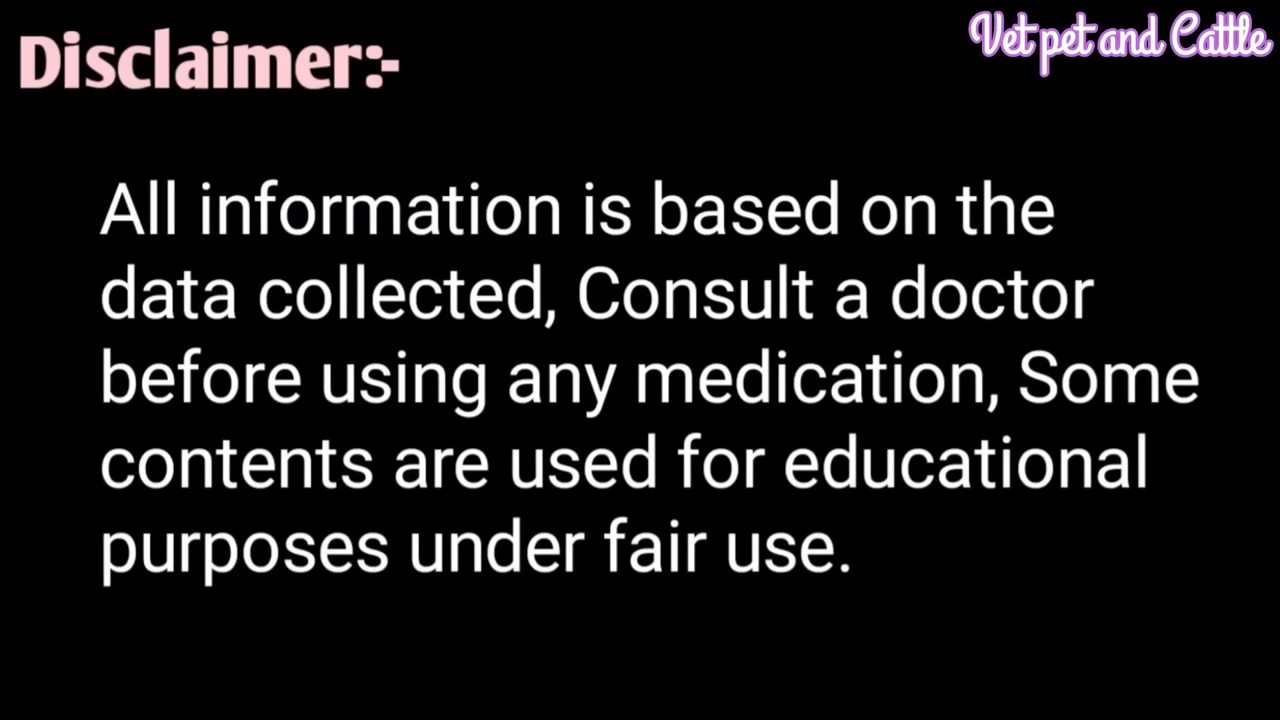 Disclaimer:-
Vet pet and Cattle
All information is based on the
data collected, Consult a doctor
before using any medication, Some
contents are used for educational
purposes under fair use.